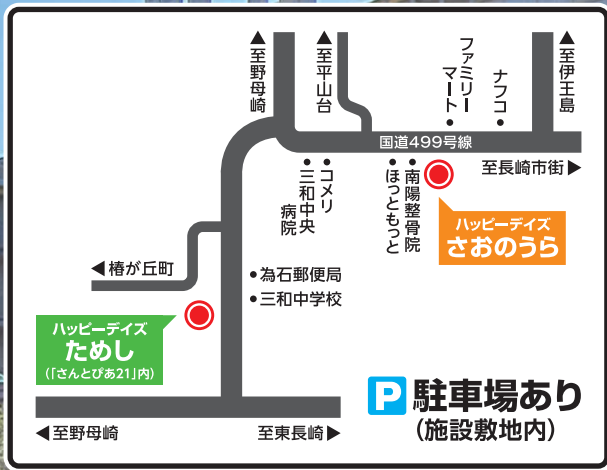 ▲至野母崎
▲至平山台
ファミリー
マート
ナフコ
▲至伊王島
国道499号線
至長崎市街▶
コメリ
三和中央
病院
南陽整骨院
ほっともっと
ハッピーデイズ
さおのうら
◀椿が丘町
為石郵便局
三和中学校
ハッピーデイズ
ためし
(「さんとぴあ21」内)
P 駐車場あり
(施設敷地内)
◀至野母崎
至東長崎▶